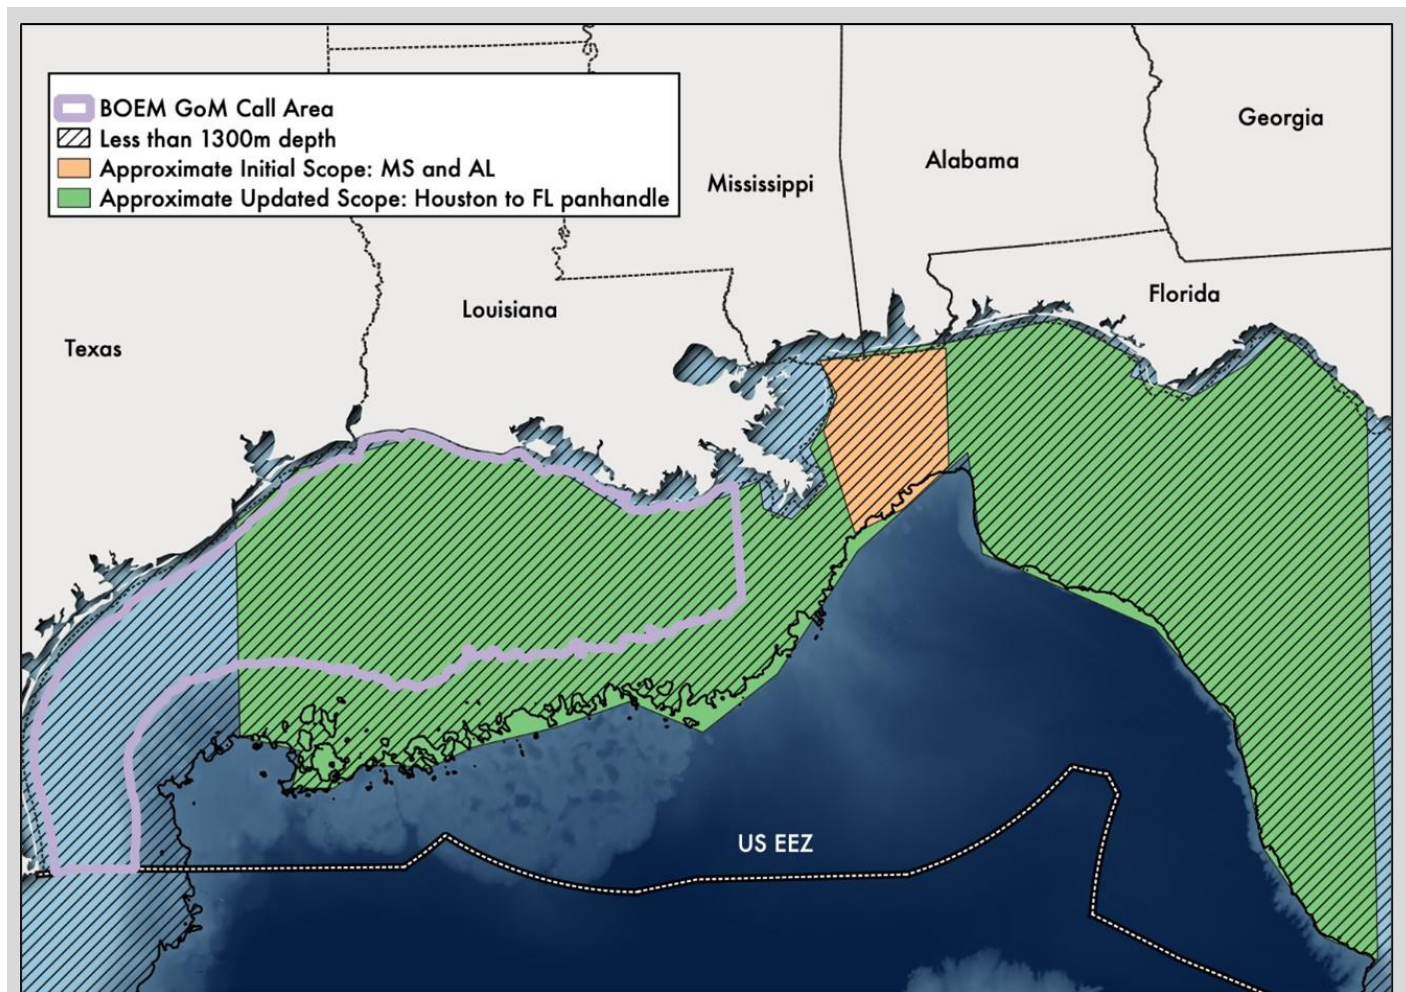 BOEM GoM Call Area
Less than 1300m depth
Approximate Initial Scope: MS and AL
Approximate Updated Scope: Houston to FL panhandle
Georgia
Alabama
Mississippi
Florida
Louisiana
Texas
US EEZ